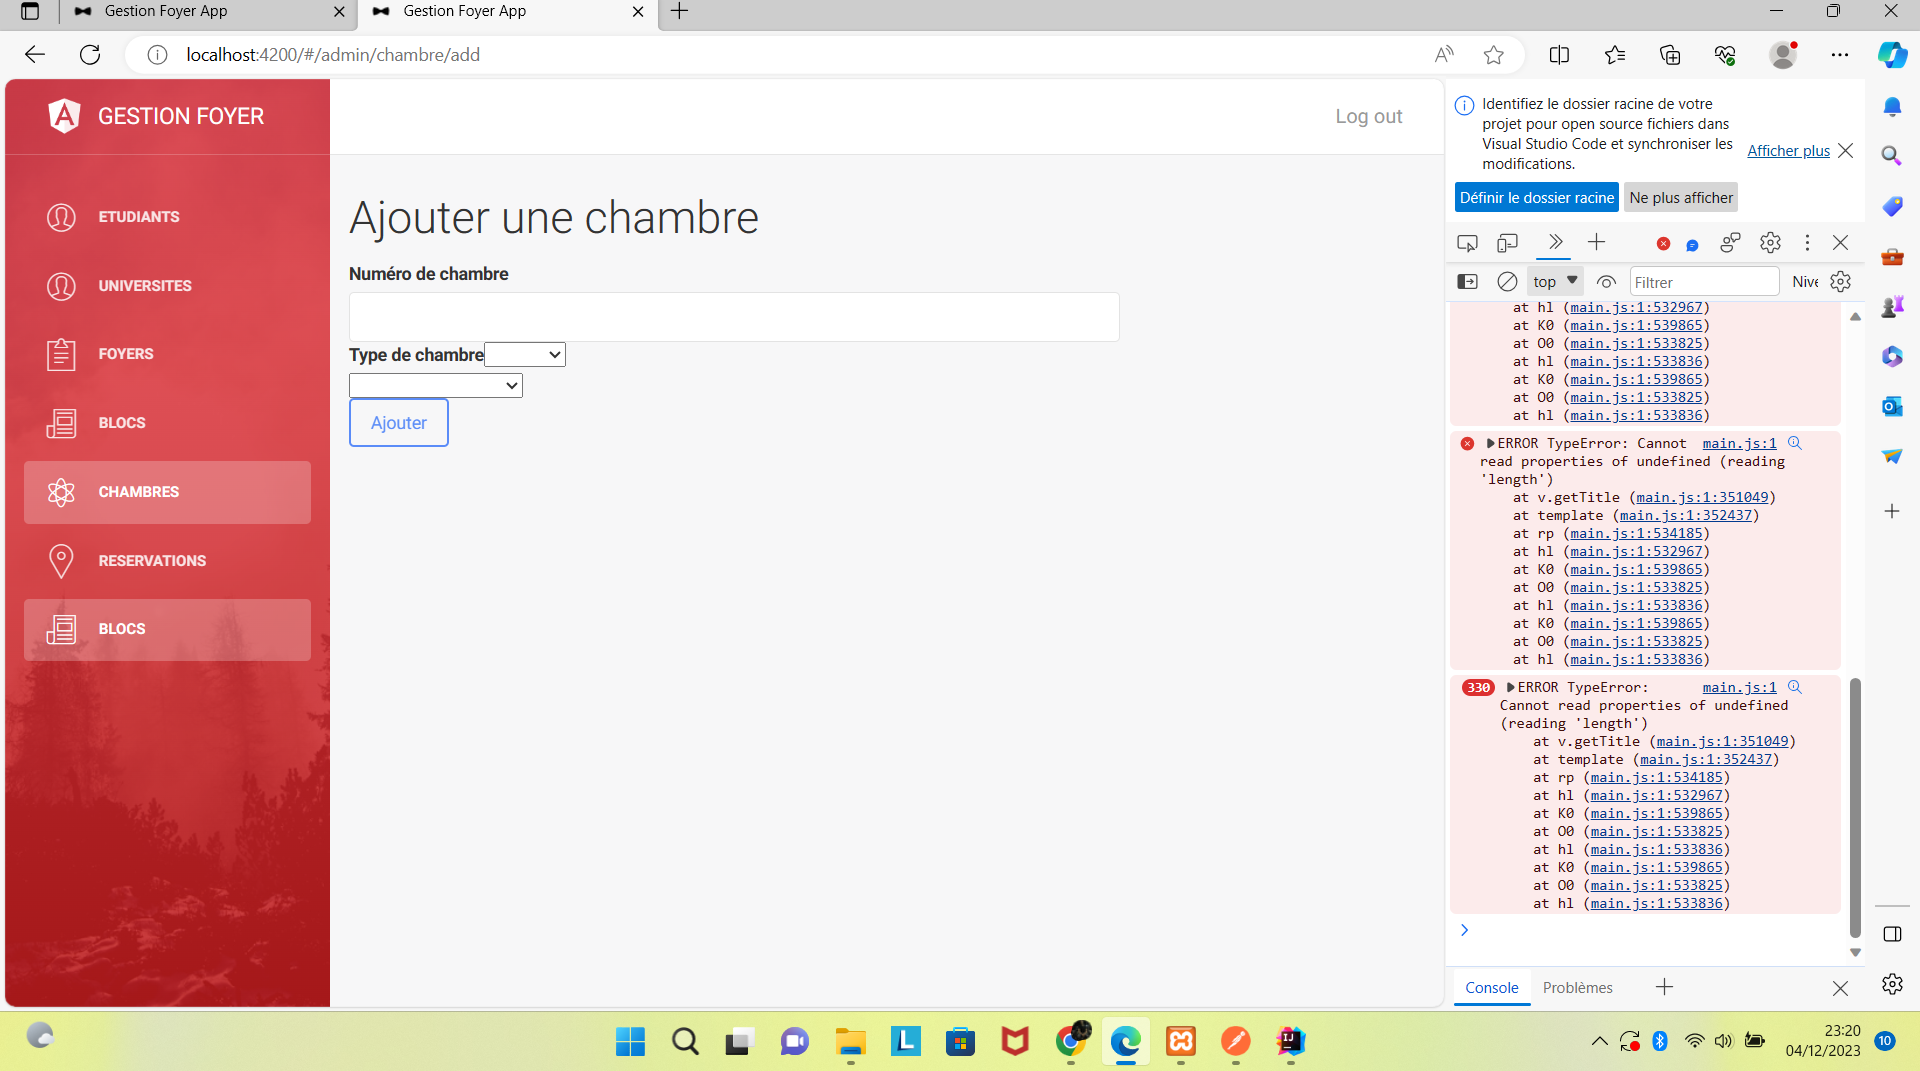 Gestion Foyer App
Gestion Foyer App
localhost:4200/#/admin/chambre/add
GESTION FOYER
ETUDIANTS
UNIVERSITES
FOYERS
BLOCS
CHAMBRES
RESERVATIONS
BLOCS
Log out
Ajouter une chambre
Numéro de chambre
Type de chambre
Ajouter
Identifiez le dossier racine de votre
projet pour open source fichiers dans
Visual Studio Code et synchroniser les
modifications.
Afficher plus
Définir le dossier racine
Ne plus afficher
top
Filtrer
Nive
at hl (main.js:1:532967)
at K0 (main.js:1:539865)
at O0 (main.js:1:533825)
at hl (main.js:1:533836)
at K0 (main.js:1:539865)
at O0 (main.js:1:533825)
at hl (main.js:1:533836)
ERROR TypeError: Cannot main.js:1
read properties of undefined (reading
'length')
at v.getTitle (main.js:1:351049)
at template (main.js:1:352437)
at rp (main.js:1:534185)
at hl (main.js:1:532967)
at K0 (main.js:1:539865)
at O0 (main.js:1:533825)
at hl (main.js:1:533836)
at K0 (main.js:1:539865)
at O0 (main.js:1:533825)
at hl (main.js:1:533836)
330 ERROR TypeError: main.js:1
Cannot read properties of undefined
(reading 'length')
at v.getTitle (main.js:1:351049)
at template (main.js:1:352437)
at rp (main.js:1:534185)
at hl (main.js:1:532967)
at K0 (main.js:1:539865)
at O0 (main.js:1:533825)
at hl (main.js:1:533836)
at K0 (main.js:1:539865)
at O0 (main.js:1:533825)
at hl (main.js:1:533836)
Console
Problèmes
23:20
04/12/2023
10